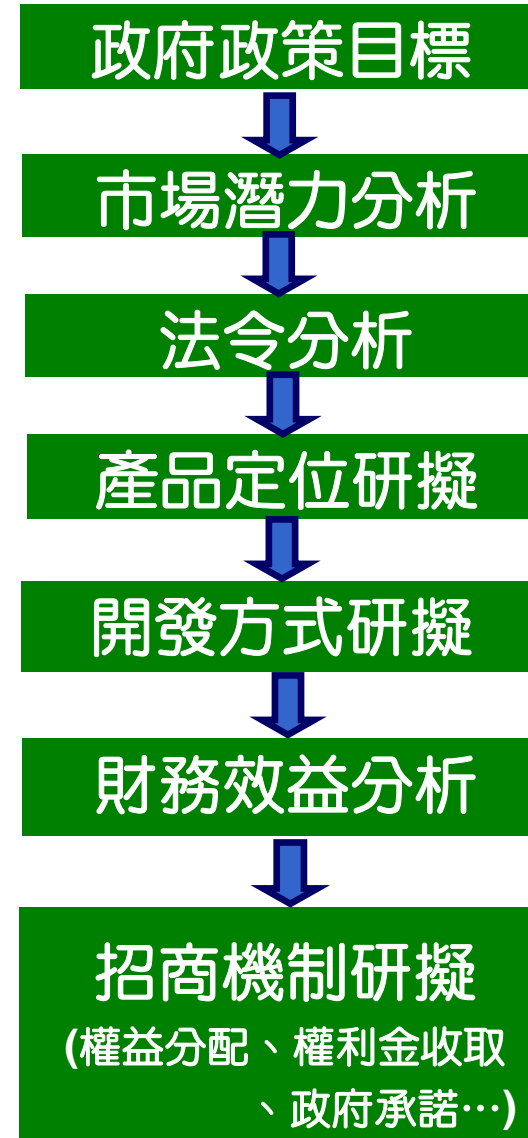 政府政策目標
市場潛力分析
法令分析
產品定位研擬
開發方式研擬
財務效益分析
招商機制研擬
(權益分配、權利金收取
、政府承諾…)